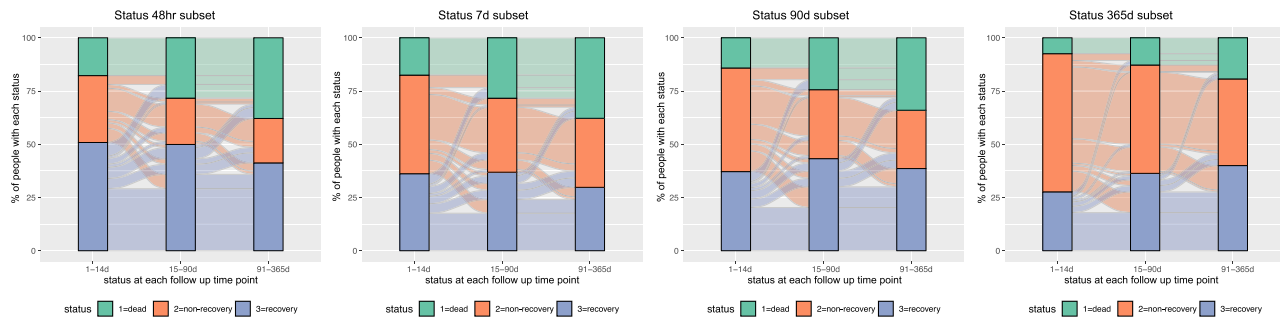 Status 48hr subset
100
75
50
25
0
% of people with each status
1−14d 15−90d 91−365d
status at each follow up time point
status 1=dead 2=non−recovery 3=recovery
Status 7d subset
100
75
50
25
0
% of people with each status
1−14d 15−90d 91−365d
status at each follow up time point
status 1=dead 2=non−recovery 3=recovery
Status 90d subset
100
75
50
25
0
% of people with each status
1−14d 15−90d 91−365d
status at each follow up time point
status 1=dead 2=non−recovery 3=recovery
Status 365d subset
100
75
50
25
0
% of people with each status
1−14d 15−90d 91−365d
status at each follow up time point
status 1=dead 2=non−recovery 3=recovery